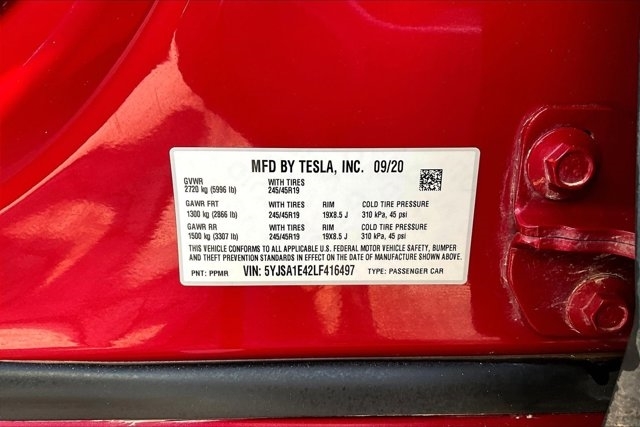 MFD BY TESLA, INC. 09/20
GVWR WITH TIRES
2720 kg (5996 lb) 245/45R19
GAWR FRT WITH TIRES RIM COLD TIRE PRESSURE
1300 kg (2866 lb) 245/45R19 19X8.5 J 310 kPa, 45 psi
GAWR RR WITH TIRES RIM COLD TIRE PRESSURE
1500 kg (3307 lb) 245/45R19 19X8.5 J 310 kPa, 45 psi
THIS VEHICLE CONFORMS TO ALL APPLICABLE U.S. FEDERAL MOTOR VEHICLE SAFETY, BUMPER
AND THEFT PREVENTION STANDARDS IN EFFECT ON THE DATE OF MANUFACTURE SHOWN ABOVE.
PNT: PPMR VIN: 5YJSA1E42LF416497 TYPE: PASSENGER CAR